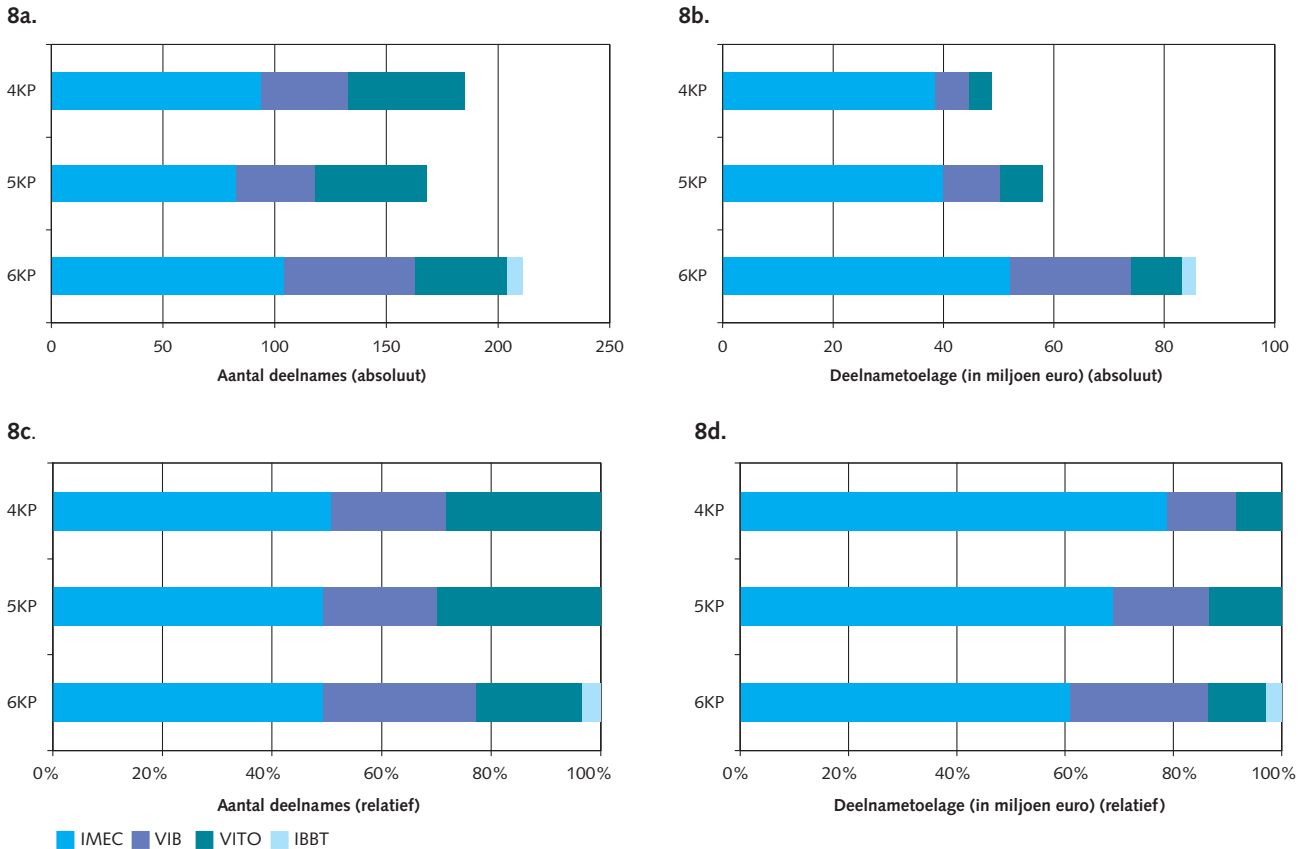 8a.
4KP
5KP
6KP
0 50 100 150 200 250
Aantal deelnames (absoluut)
8b.
4KP
5KP
6KP
0 20 40 60 80 100
Deelnametoelage (in miljoen euro) (absoluut)
8c.
4KP
5KP
6KP
0% 20% 40% 60% 80% 100%
Aantal deelnames (relatief)
8d.
4KP
5KP
6KP
0% 20% 40% 60% 80% 100%
Deelnametoelage (in miljoen euro) (relatief)
IMEC VIB VITO IBBT